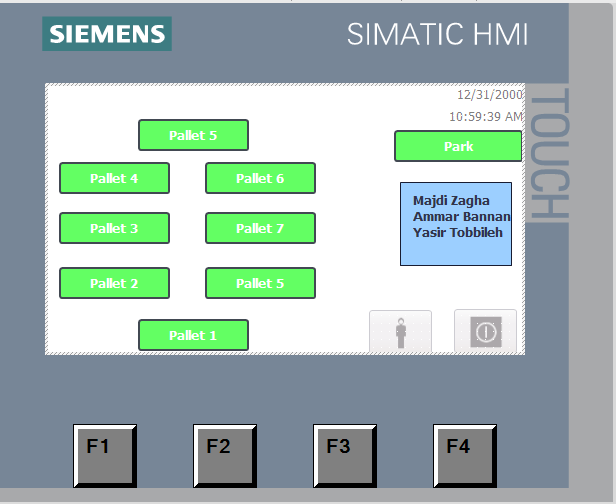 SIEMENS
SIMATIC HMI
TOUCH
12/31/2000
10:59:39 AM
Pallet 5
Park
Pallet 4
Pallet 6
Majdi Zagha
Ammar Bannan
Yasir Tobbileh
Pallet 3
Pallet 7
Pallet 2
Pallet 5
Pallet 1
F1
F2
F3
F4